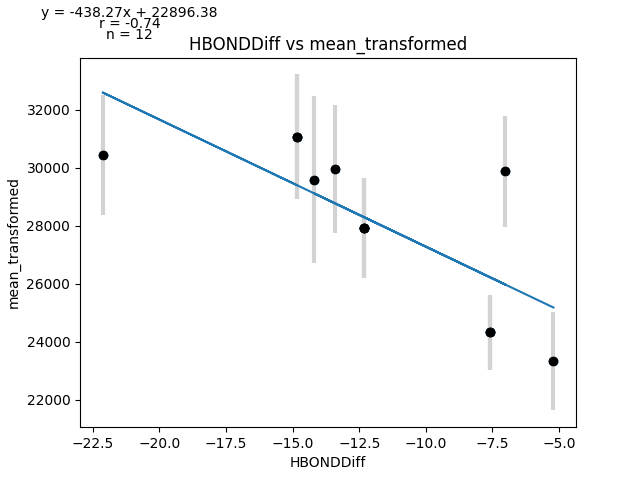 y = -438.27x + 22896.38
r = -0.74
n = 12
HBONDDiff vs mean_transformed
32000
30000
28000
26000
24000
22000
mean_transformed
−22.5 −20.0 −17.5 −15.0 −12.5 −10.0 −7.5 −5.0
HBONDDiff